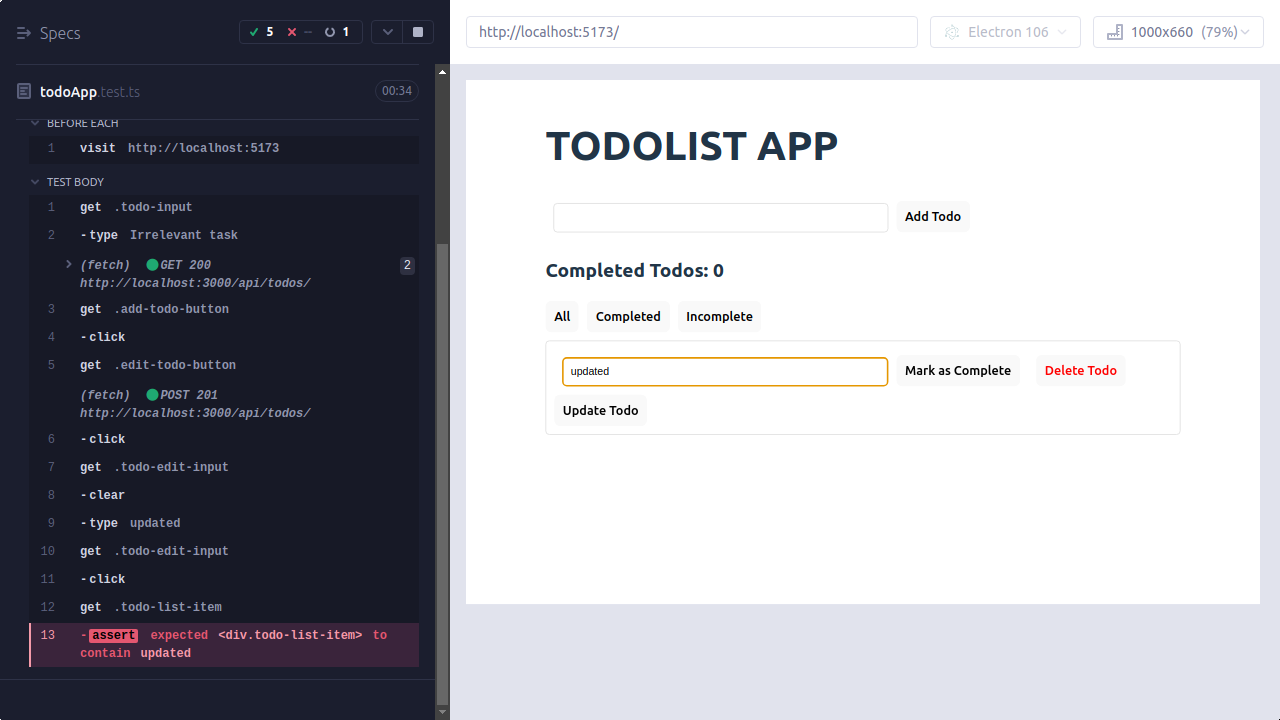 Specs
5
--
1
todoApp.test.ts
00:34
BEFORE EACH
1 visit http://localhost:5173
TEST BODY
1 get .todo-input
2 -type Irrelevant task
(fetch) GET 200 2
http://localhost:3000/api/todos/
3 get .add-todo-button
4 -click
5 get .edit-todo-button
(fetch) POST 201
http://localhost:3000/api/todos/
6 -click
7 get .todo-edit-input
8 -clear
9 -type updated
10 get .todo-edit-input
11 -click
12 get .todo-list-item
13 -assert expected <div.todo-list-item> to
contain updated
http://localhost:5173/
Electron 106
1000x660 (79%)
TODOLIST APP
Add Todo
Completed Todos: 0
All Completed Incomplete
updated Mark as Complete Delete Todo
Update Todo